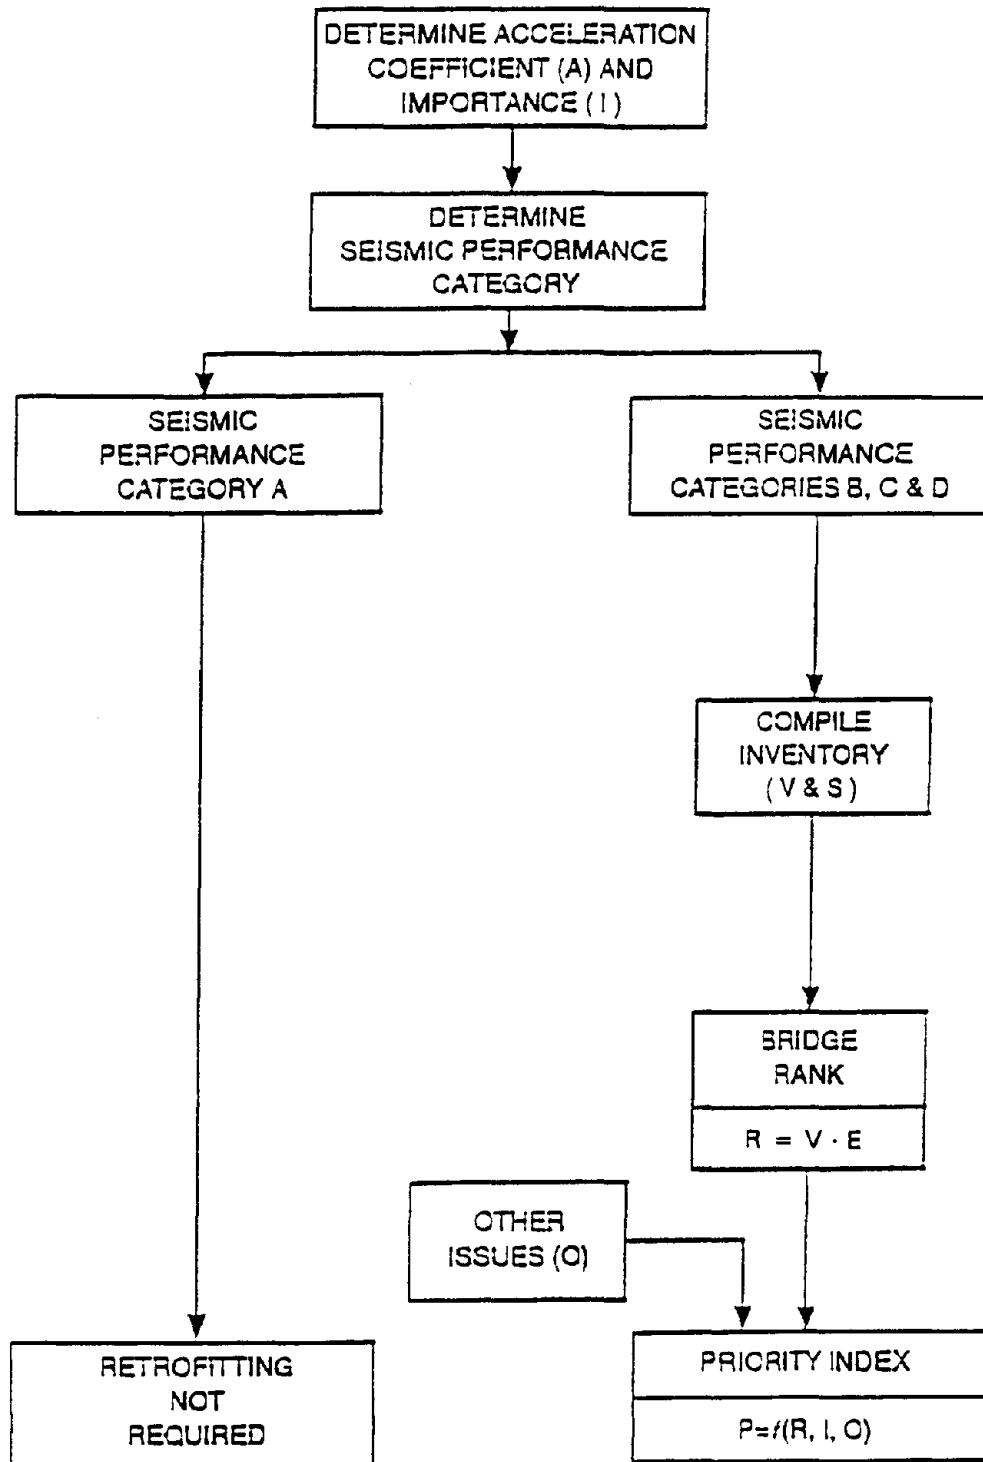 DETERMINE ACCELERATION
COEFFICIENT (A) AND
IMPORTANCE ( I )
DETERMINE
SEISMIC PERFORMANCE
CATEGORY
SEISMIC
PERFORMANCE
CATEGORY A
SEISMIC
PERFORMANCE
CATEGORIES B, C & D
COMPILE
INVENTORY
( V & S )
BRIDGE
RANK
R = V · E
OTHER
ISSUES (O)
RETROFITTING
NOT
REQUIRED
PRIORITY INDEX
P=f(R, I, O)